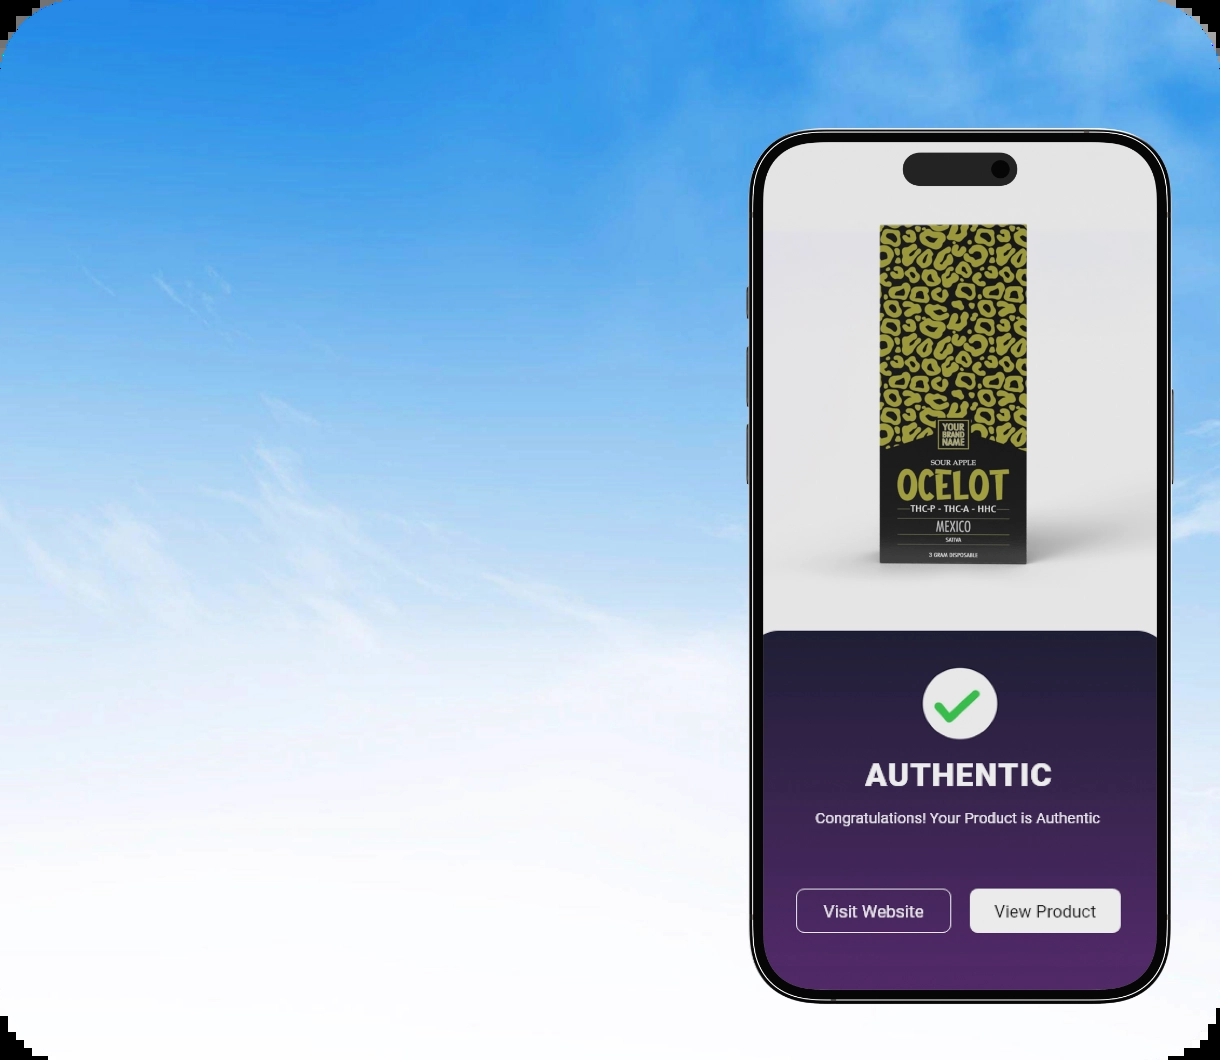 YOUR
BRAND
NAME
SOUR APPLE
OCELOT
THC-P - THC-A - HHC
MEXICO
SATIVA
3 GRAM DISPOSABLE
AUTHENTIC
Congratulations! Your Product is Authentic
Visit Website
View Product